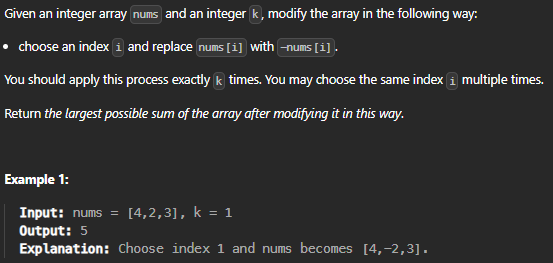 Given an integer array nums and an integer k, modify the array in the following way:
• choose an index i and replace nums[i] with -nums[i].
You should apply this process exactly k times. You may choose the same index i multiple times.
Return the largest possible sum of the array after modifying it in this way.
Example 1:
Input: nums = [4,2,3], k = 1
Output: 5
Explanation: Choose index 1 and nums becomes [4,-2,3].